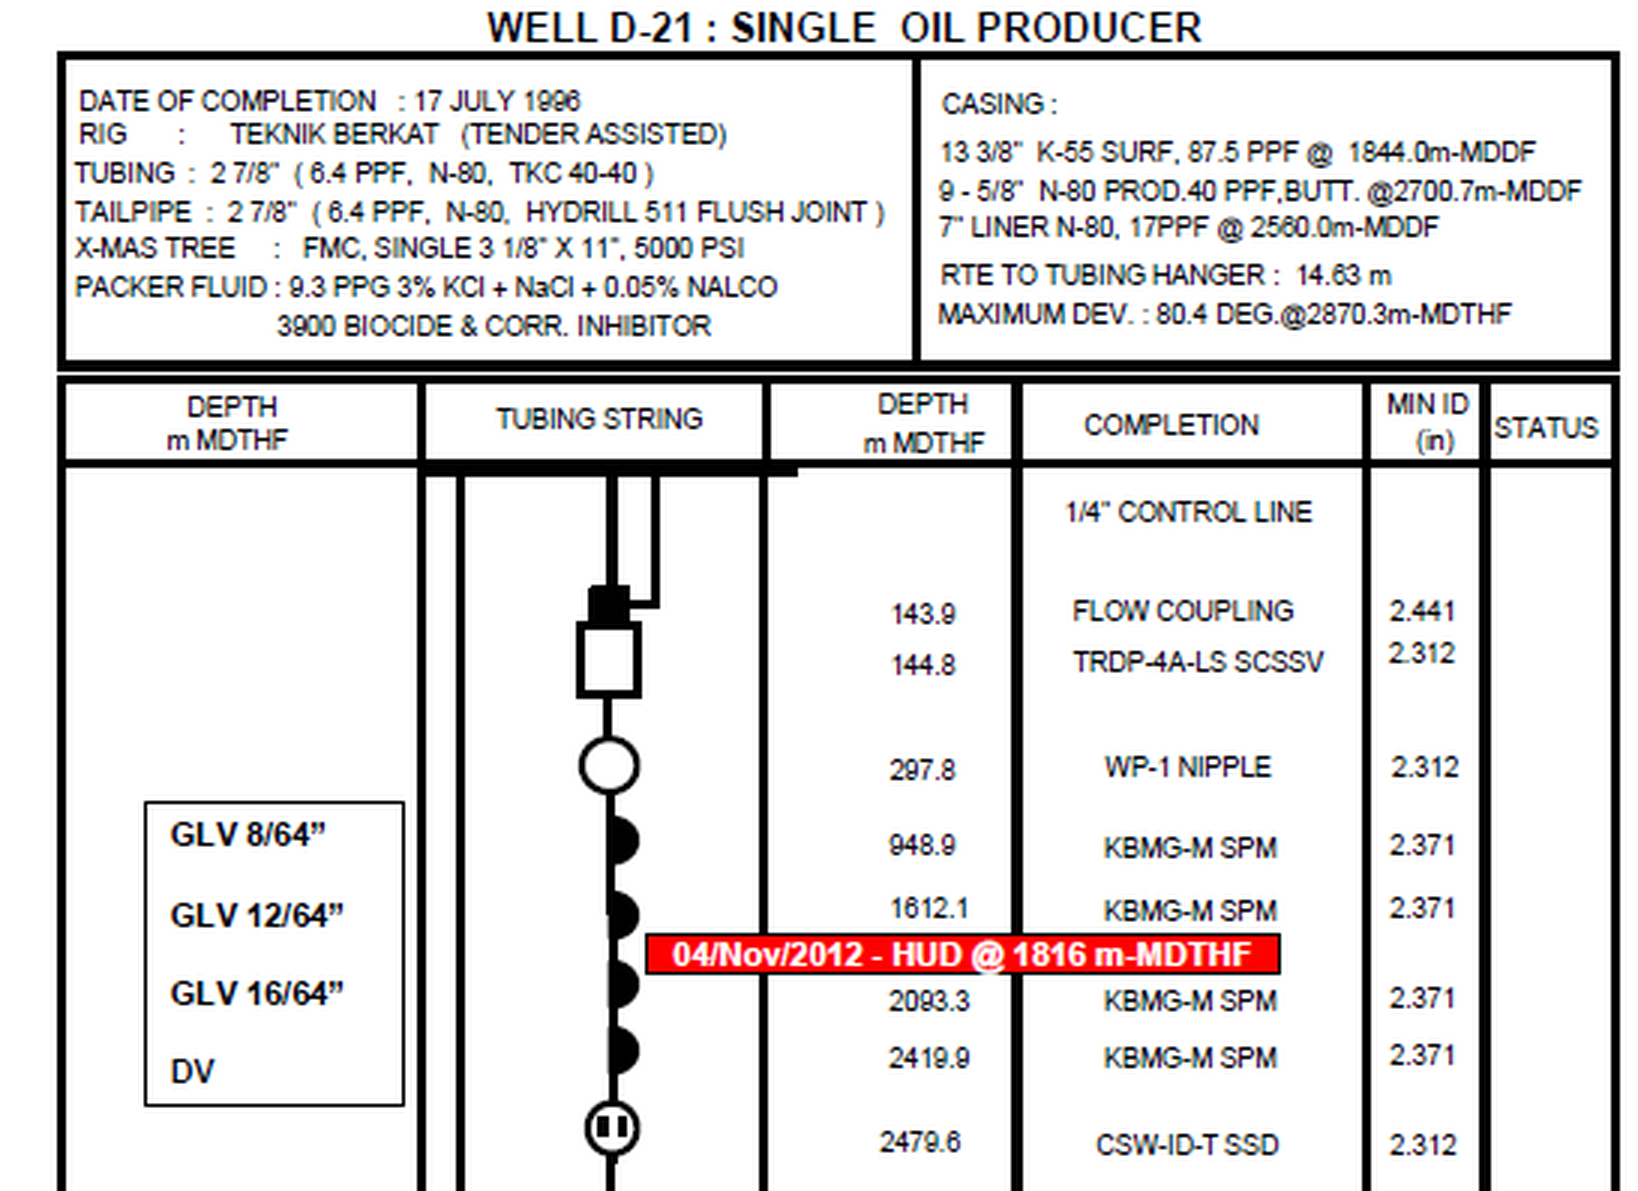 WELL D-21 : SINGLE OIL PRODUCER
DATE OF COMPLETION : 17 JULY 1996
RIG : TEKNIK BERKAT (TENDER ASSISTED)
TUBING : 2 7/8" ( 6.4 PPF, N-80, TKC 40-40 )
TAILPIPE : 2 7/8" ( 6.4 PPF, N-80, HYDRILL 511 FLUSH JOINT )
X-MAS TREE : FMC, SINGLE 3 1/8" X 11", 5000 PSI
PACKER FLUID : 9.3 PPG 3% KCl + NaCl + 0.05% NALCO
3900 BIOCIDE & CORR. INHIBITOR
CASING :
13 3/8" K-55 SURF, 87.5 PPF @ 1844.0m-MDDF
9 - 5/8" N-80 PROD.40 PPF,BUTT. @2700.7m-MDDF
7" LINER N-80, 17PPF @ 2560.0m-MDDF
RTE TO TUBING HANGER : 14.63 m
MAXIMUM DEV. : 80.4 DEG.@2870.3m-MDTHF
DEPTH
m MDTHF
TUBING STRING
DEPTH
m MDTHF
COMPLETION
MIN ID
(in)
STATUS
1/4" CONTROL LINE
143.9 FLOW COUPLING 2.441
144.8 TRDP-4A-LS SCSSV 2.312
297.8 WP-1 NIPPLE 2.312
GLV 8/64” 948.9 KBMG-M SPM 2.371
GLV 12/64” 1612.1 KBMG-M SPM 2.371
04/Nov/2012 - HUD @ 1816 m-MDTHF
GLV 16/64” 2093.3 KBMG-M SPM 2.371
DV 2419.9 KBMG-M SPM 2.371
2479.6 CSW-ID-T SSD 2.312